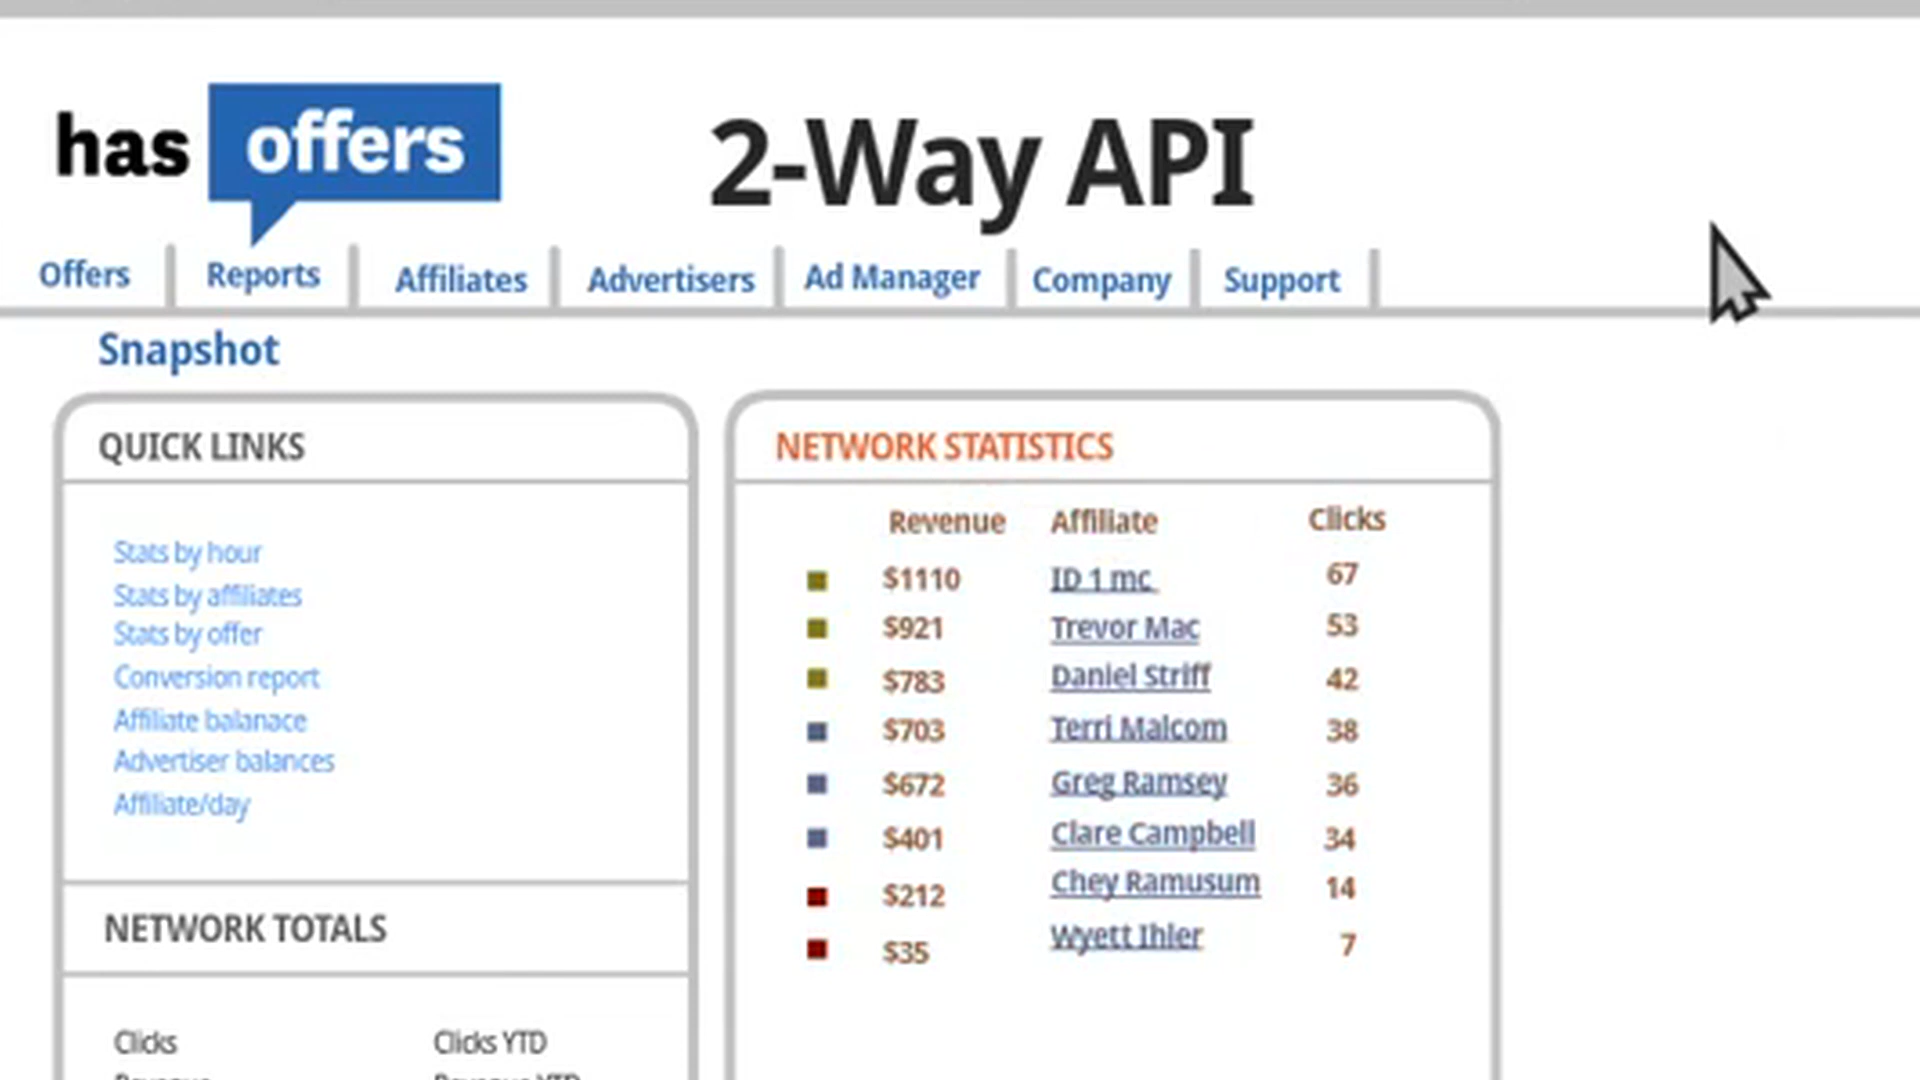 has offers
2-Way API
Offers Reports Affiliates Advertisers Ad Manager Company Support
Snapshot
QUICK LINKS
Stats by hour
Stats by affiliates
Stats by offer
Conversion report
Affiliate balanace
Advertiser balances
Affiliate/day
NETWORK TOTALS
Clicks Clicks YTD
Revenue Revenue YTD
NETWORK STATISTICS
Revenue Affiliate Clicks
$1110 ID 1 mc 67
$921 Trevor Mac 53
$783 Daniel Striff 42
$703 Terri Malcom 38
$672 Greg Ramsey 36
$401 Clare Campbell 34
$212 Chey Ramusum 14
$35 Wyett Ihler 7